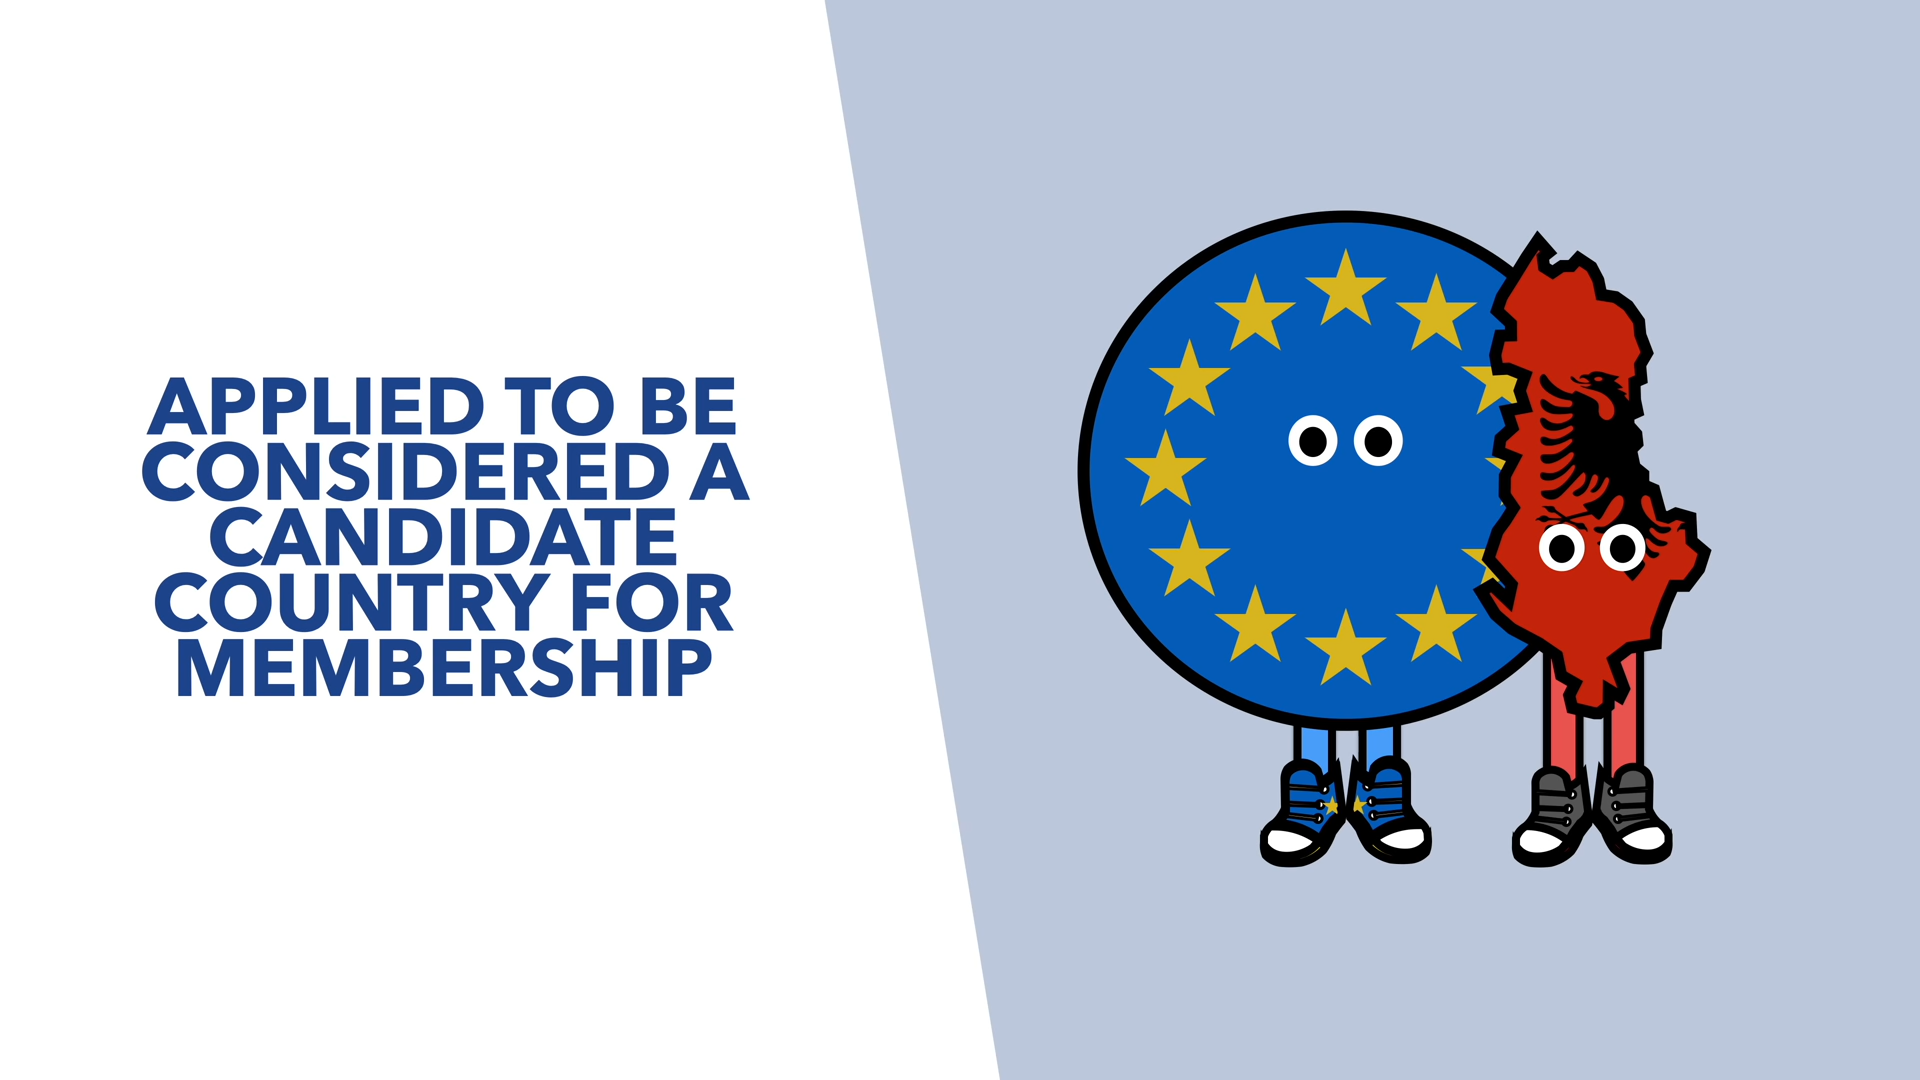 APPLIED TO BE
CONSIDERED A
CANDIDATE
COUNTRY FOR
MEMBERSHIP